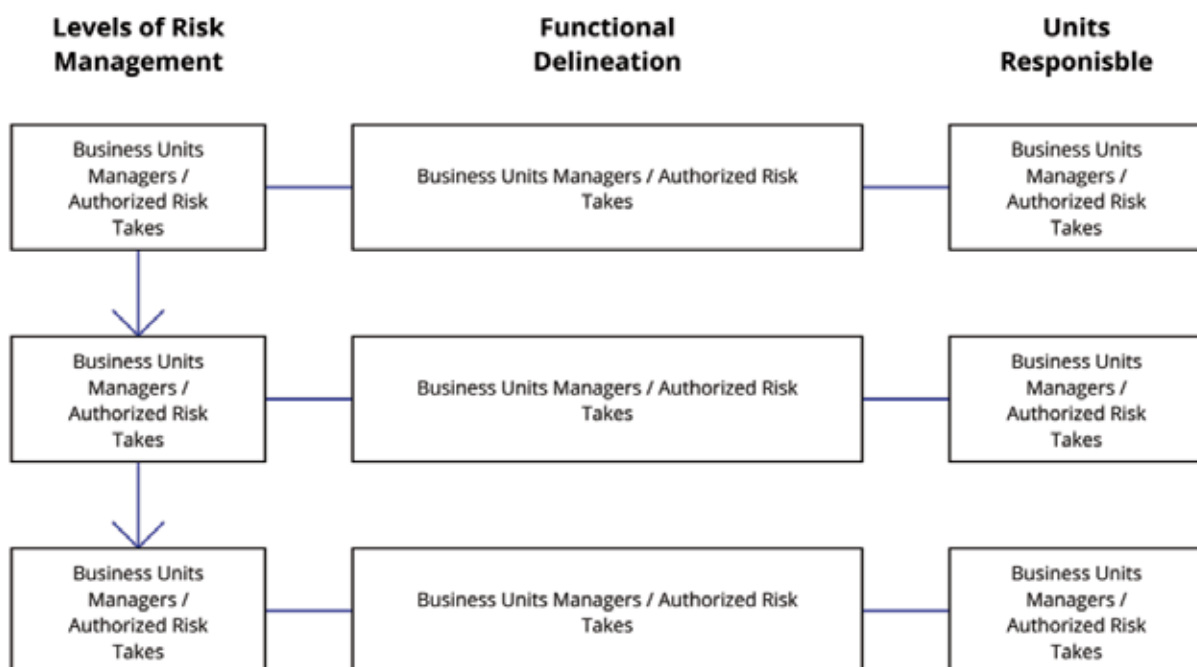 Levels of Risk
Management
Functional
Delineation
Units
Responisble
Business Units
Managers /
Authorized Risk
Takes
Business Units Managers / Authorized Risk
Takes
Business Units
Managers /
Authorized Risk
Takes
Business Units
Managers /
Authorized Risk
Takes
Business Units Managers / Authorized Risk
Takes
Business Units
Managers /
Authorized Risk
Takes
Business Units
Managers /
Authorized Risk
Takes
Business Units Managers / Authorized Risk
Takes
Business Units
Managers /
Authorized Risk
Takes